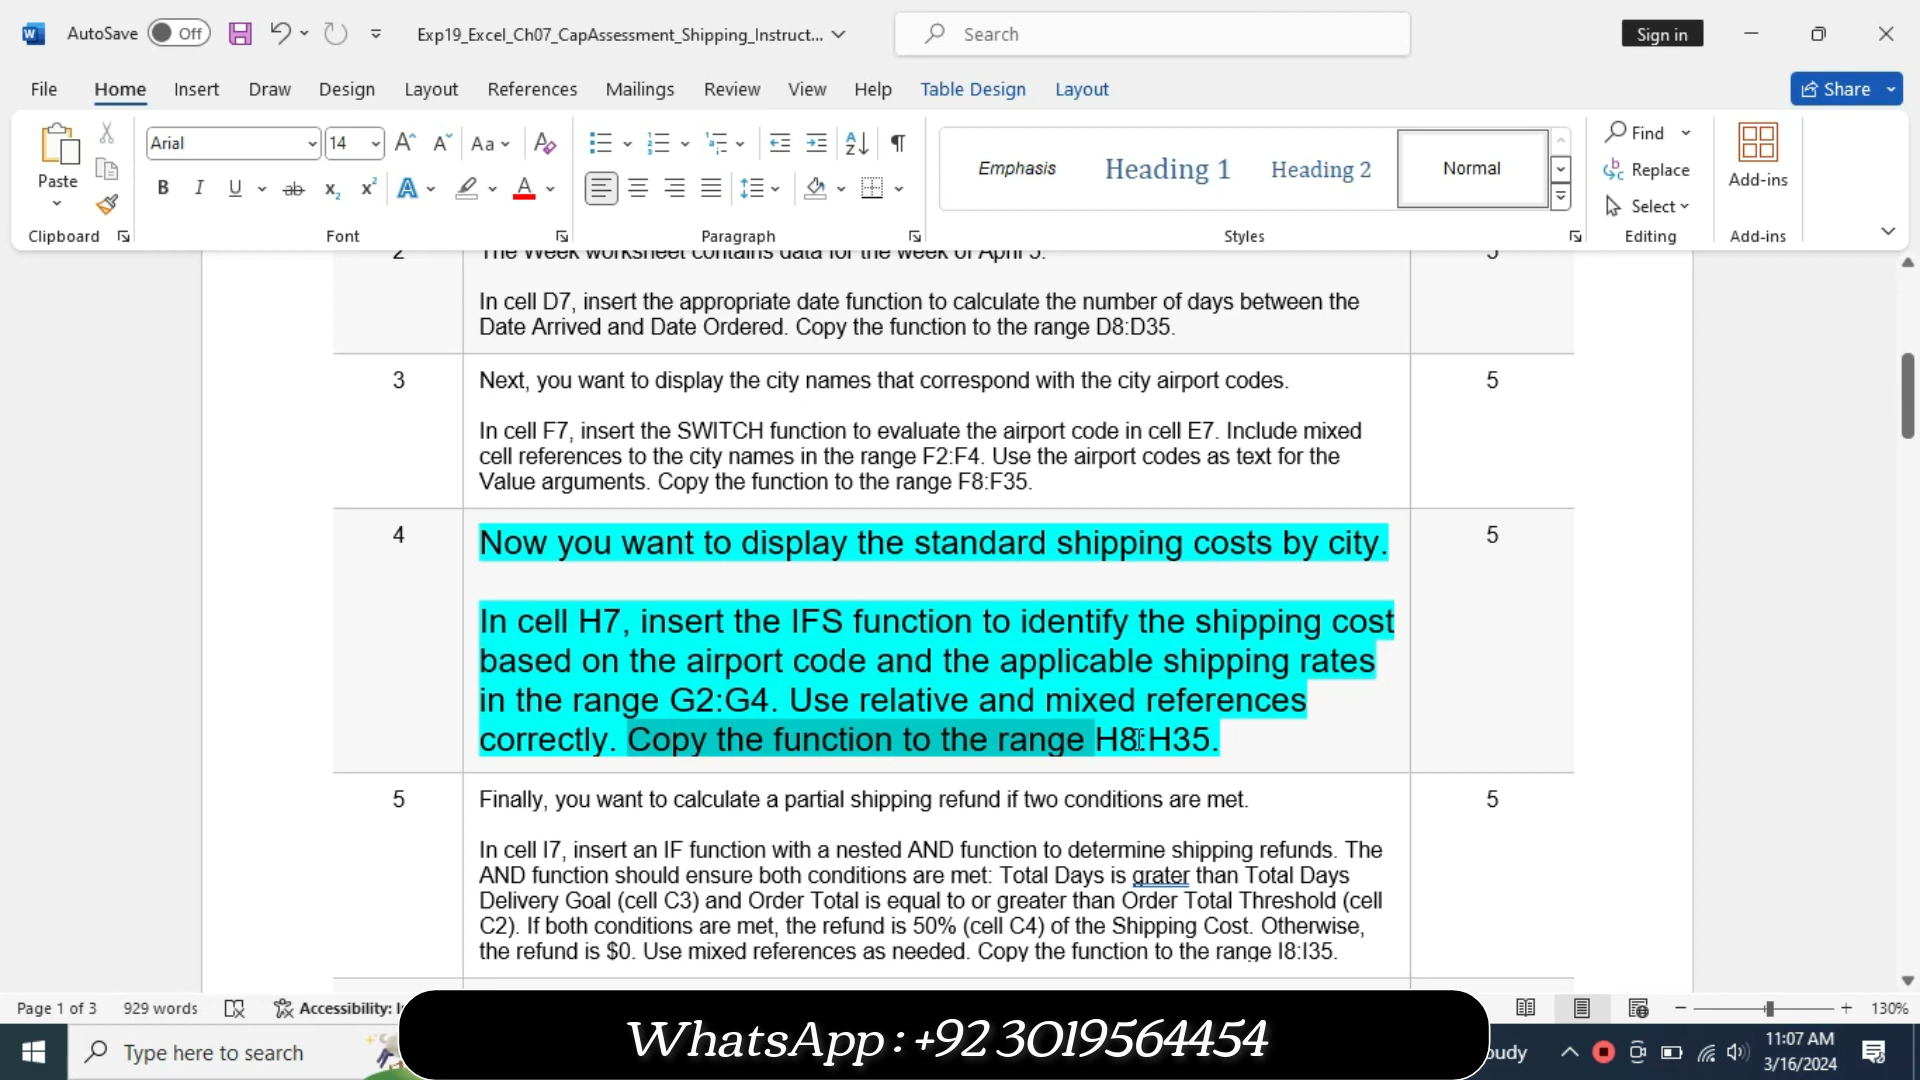 AutoSave Off Exp19_Excel_Ch07_CapAssessment_Shipping_Instruct... Search Sign in
File Home Insert Draw Design Layout References Mailings Review View Help Table Design Layout Share
Paste Arial 14 Aa Emphasis Heading 1 Heading 2 Normal Find Replace Select Add-ins
Clipboard Font Paragraph Styles Editing Add-ins
2 The Week worksheet contains data for the week of April 5. 5
In cell D7, insert the appropriate date function to calculate the number of days between the
Date Arrived and Date Ordered. Copy the function to the range D8:D35.
3 Next, you want to display the city names that correspond with the city airport codes. 5
In cell F7, insert the SWITCH function to evaluate the airport code in cell E7. Include mixed
cell references to the city names in the range F2:F4. Use the airport codes as text for the
Value arguments. Copy the function to the range F8:F35.
4 Now you want to display the standard shipping costs by city. 5
In cell H7, insert the IFS function to identify the shipping cost
based on the airport code and the applicable shipping rates
in the range G2:G4. Use relative and mixed references
correctly. Copy the function to the range H8:H35.
5 Finally, you want to calculate a partial shipping refund if two conditions are met. 5
In cell I7, insert an IF function with a nested AND function to determine shipping refunds. The
AND function should ensure both conditions are met: Total Days is grater than Total Days
Delivery Goal (cell C3) and Order Total is equal to or greater than Order Total Threshold (cell
C2). If both conditions are met, the refund is 50% (cell C4) of the Shipping Cost. Otherwise,
the refund is $0. Use mixed references as needed. Copy the function to the range I8:I35.
Page 1 of 3 929 words Accessibility: 130%
WhatsApp : +92 3019564454
Type here to search 11:07 AM
3/16/2024